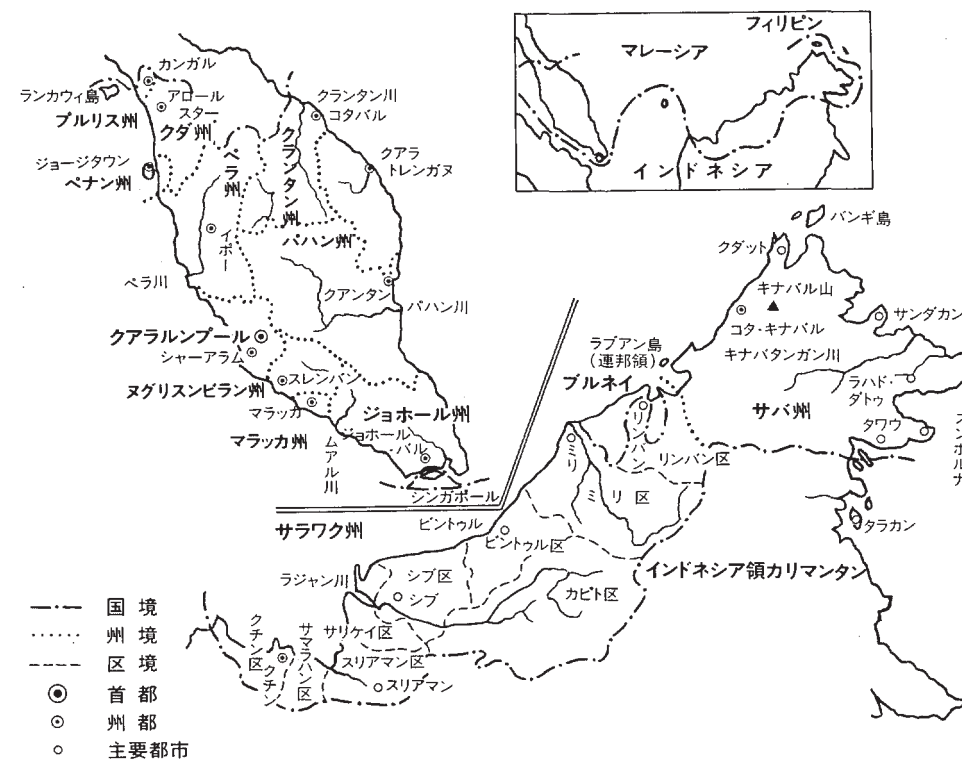 フィリピン
マレーシア
インドネシア
カンガル
ランカウィ島
アロール
スター
プルリス州
クダ州
クランタン川
コタバル
ジョージタウン
ペナン州
ペラ州
クランタン州
クアラ
トレンガヌ
イポー
パハン州
ペラ川
クアンタン
パハン川
クアラルンプール
シャーアラム
ヌグリスンビラン州
スレンバン
マラッカ
マラッカ州
ムアル川
ジョホール州
ジョホール
・バル
シンガポール
バンギ島
クダット
キナバル山
コタ・キナバル
サンダカン
キナバタンガン川
ラブアン島
(連邦領)
ブルネイ
ラハド・
ダトゥ
サバ州
タワウ
センポルナ
リンバン
リンバン区
ミリ
ミリ区
タラカン
サラワク州
ビントゥル
ビントゥル区
インドネシア領カリマンタン
ラジャン川
シブ区
シブ
カピト区
クチン区
クチン
サマラハン区
サリケイ区
スリアマン区
スリアマン
国境
州境
区境
首都
州都
主要都市